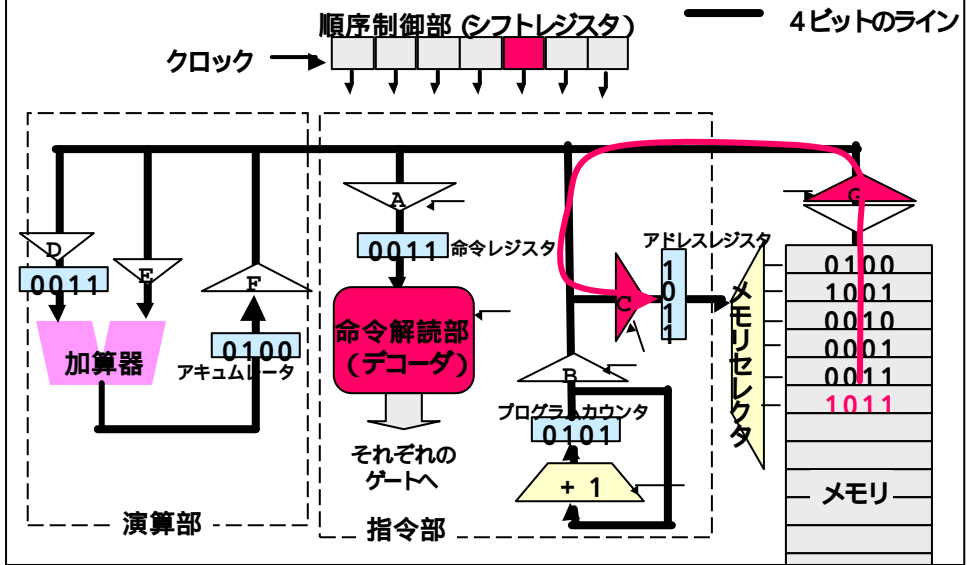 順序制御部(シフトレジスタ)
4ビットのライン
クロック
A
G
D
E
F
0011
命令レジスタ
アドレスレジスタ
1011
C
0011
加算器
0100
アキュムレータ
命令解読部
(デコーダ)
B
プログラムカウンタ
0101
+1
それぞれの
ゲートへ
メモリセレクタ
0100
1001
0010
0001
0011
1011
メモリ
演算部
指令部